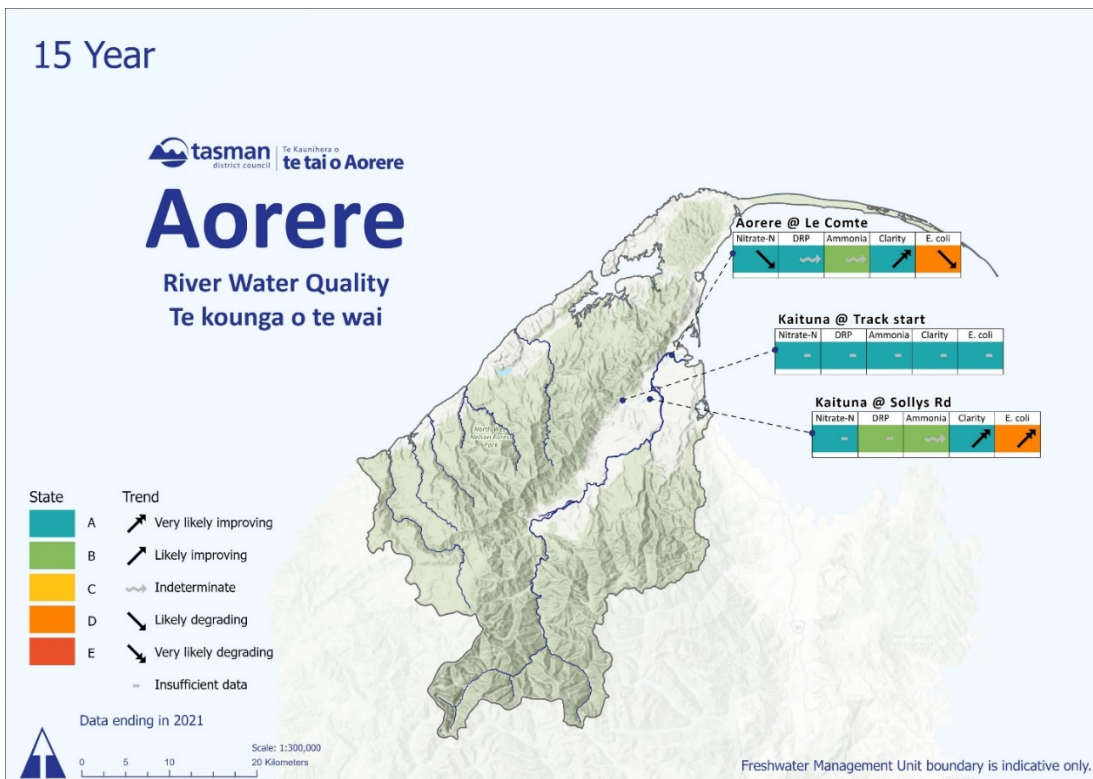 15 Year
tasman
district council
Te Kaunihera o
te tai o Aorere
Aorere
River Water Quality
Te kounga o te wai
Aorere @ Le Comte
Nitrate-N DRP Ammonia Clarity E. coli
Kaituna @ Track start
Nitrate-N DRP Ammonia Clarity E. coli
Kaituna @ Sollys Rd
Nitrate-N DRP Ammonia Clarity E. coli
North West
Nelson Forest
Park
State Trend
A Very likely improving
B Likely improving
C Indeterminate
D Likely degrading
E Very likely degrading
Insufficient data
Data ending in 2021
Scale: 1:300,000
0 5 10 20 Kilometers
60
Freshwater Management Unit boundary is indicative only.